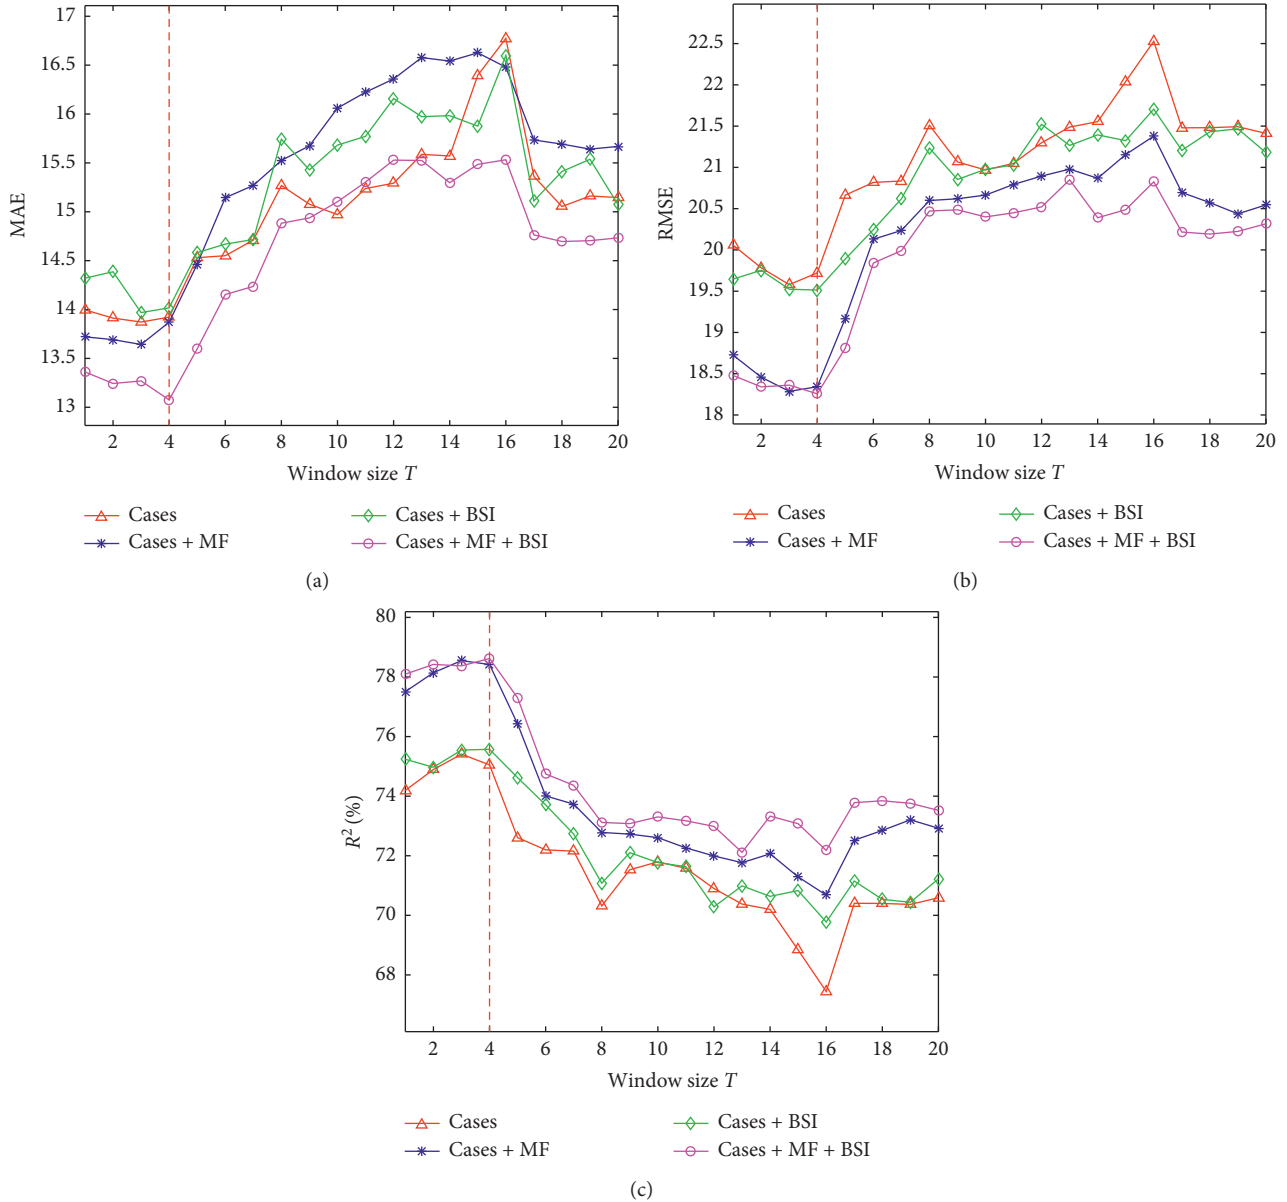 17
16.5
16
15.5
15
14.5
14
13.5
13
MAE
2 4 6 8 10 12 14 16 18 20
Window size T
Cases
Cases + MF
Cases + BSI
Cases + MF + BSI
(a)
22.5
22
21.5
21
20.5
20
19.5
19
18.5
18
RMSE
2 4 6 8 10 12 14 16 18 20
Window size T
Cases
Cases + MF
Cases + BSI
Cases + MF + BSI
(b)
80
78
76
74
72
70
68
R² (%)
2 4 6 8 10 12 14 16 18 20
Window size T
Cases
Cases + MF
Cases + BSI
Cases + MF + BSI
(c)